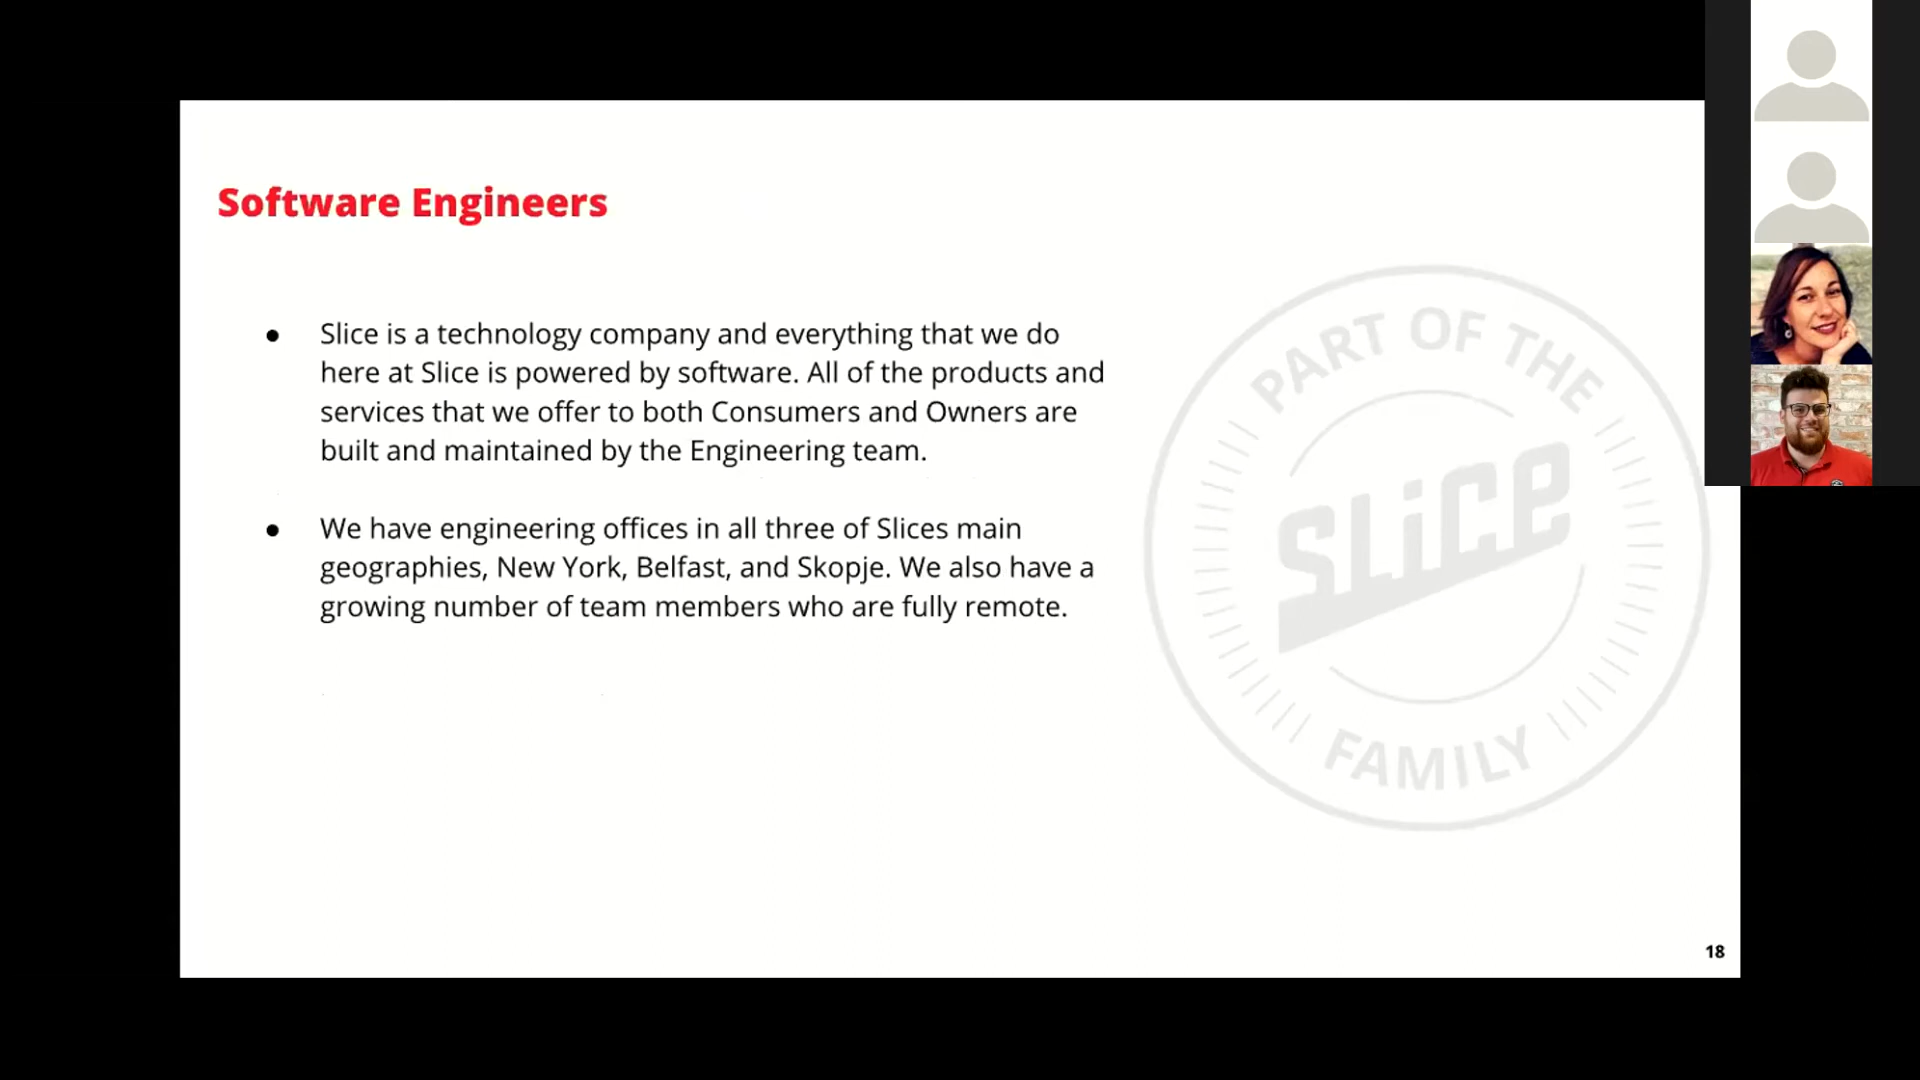 Software Engineers
● Slice is a technology company and everything that we do
here at Slice is powered by software. All of the products and
services that we offer to both Consumers and Owners are
built and maintained by the Engineering team.
● We have engineering offices in all three of Slices main
geographies, New York, Belfast, and Skopje. We also have a
growing number of team members who are fully remote.
PART OF THE
SLiCE
FAMILY
18